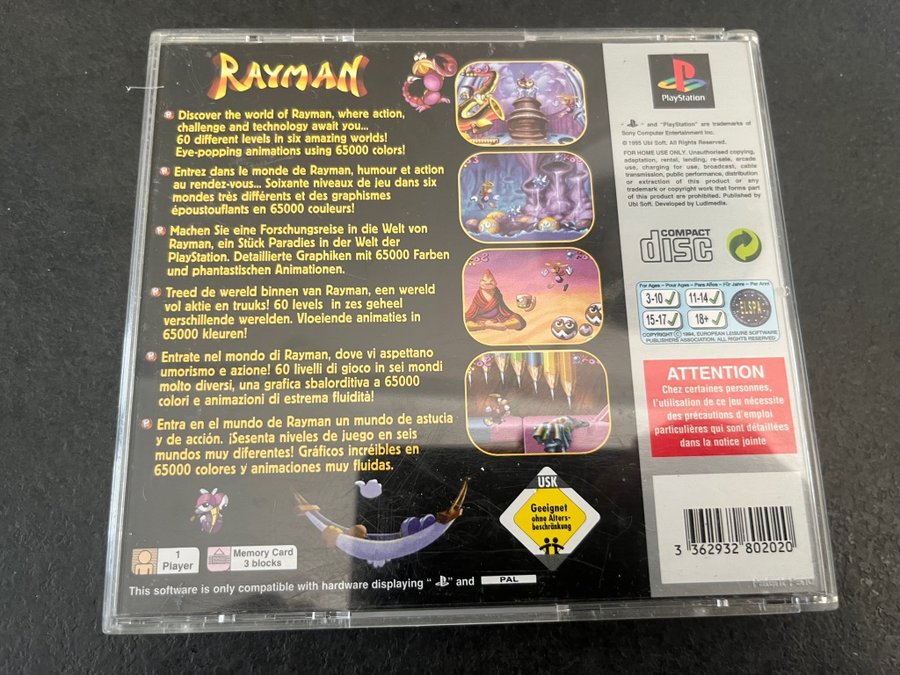 RAYMAN
Discover the world of Rayman, where action,
challenge and technology await you...
60 different levels in six amazing worlds!
Eye-popping animations using 65000 colors!
Entrez dans le monde de Rayman, humour et action
au rendez-vous... Soixante niveaux de jeu dans six
mondes très différents et des graphismes
époustouflants en 65000 couleurs!
Machen Sie eine Forschungsreise in die Welt von
Rayman, ein Stück Paradies in der Welt der
PlayStation. Detaillierte Graphiken mit 65000 Farben
und phantastischen Animationen.
Treed de wereld binnen van Rayman, een wereld
vol aktie en truuks! 60 levels in zes geheel
verschillende werelden. Vloeiende animaties in
65000 kleuren!
Entrate nel mondo di Rayman, dove vi aspettano
umorismo e azione! 60 livelli di gioco in sei mondi
molto diversi, una grafica sbalorditiva a 65000
colori e animazioni di estrema fluidità!
Entra en el mundo de Rayman un mundo de astucia
y de acción. ¡Sesenta niveles de juego en seis
mundos muy diferentes! Gráficos increíbles en
65000 colores y animaciones muy fluidas.
1
Player
Memory Card
3 blocks
USK
Geeignet
ohne Alters-
beschränkung
This software is only compatible with hardware displaying " " and PAL
PlayStation
" " and "PlayStation" are trademarks of
Sony Computer Entertainment Inc.
© 1995 Ubi Soft. All Rights Reserved.
FOR HOME USE ONLY. Unauthorised copying,
adaptation, rental, lending, re-sale, arcade
use, charging for use, broadcast, cable
transmission, public performance, distribution
or extraction of this product or any
trademark or copyright work that forms part
of this product are prohibited. Published by
Ubi Soft. Developed by Ludimedia.
COMPACT
disc
For Ages - Pour Ages - Para Años - Für Jahre - Per Anni
3-10 11-14
15-17 18+
ELSPA
COPYRIGHT © 1994, EUROPEAN LEISURE SOFTWARE
PUBLISHERS ASSOCIATION. ALL RIGHTS RESERVED
ATTENTION
Chez certaines personnes,
l'utilisation de ce jeu nécessite
des précautions d'emploi
particulières qui sont détaillées
dans la notice jointe
3 362932 802020